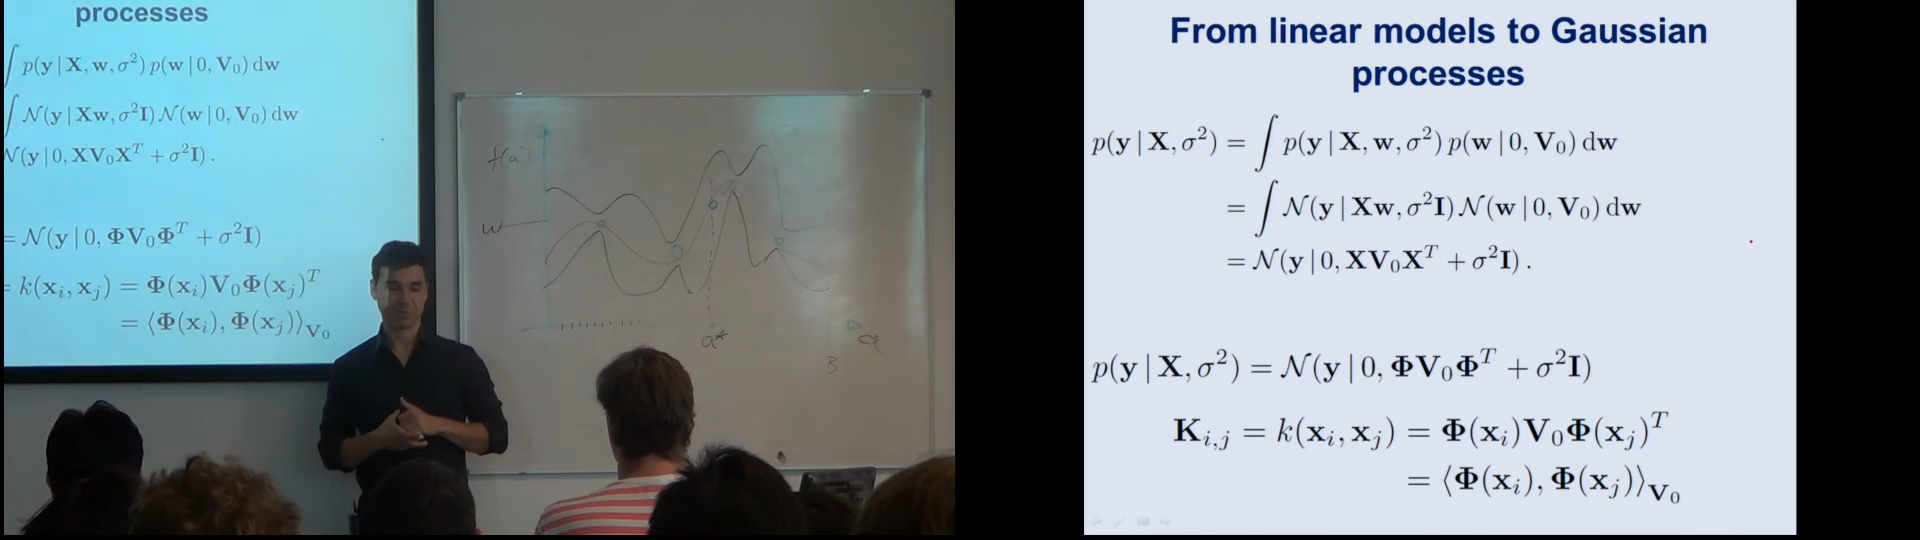 processes
∫ p(y | X, w, σ²) p(w | 0, V₀) dw
∫ N(y | Xw, σ²I) N(w | 0, V₀) dw
N(y | 0, XV₀Xᵀ + σ²I) .
= N(y | 0, ΦV₀Φᵀ + σ²I)
= k(xᵢ, xⱼ) = Φ(xᵢ)V₀Φ(xⱼ)ᵀ
= ⟨Φ(xᵢ), Φ(xⱼ)⟩V₀
f(a)
a*
a
B
From linear models to Gaussian
processes
p(y | X, σ²) = ∫ p(y | X, w, σ²) p(w | 0, V₀) dw
= ∫ N(y | Xw, σ²I) N(w | 0, V₀) dw
= N(y | 0, XV₀Xᵀ + σ²I) .
p(y | X, σ²) = N(y | 0, ΦV₀Φᵀ + σ²I)
Kᵢ,ⱼ = k(xᵢ, xⱼ) = Φ(xᵢ)V₀Φ(xⱼ)ᵀ
= ⟨Φ(xᵢ), Φ(xⱼ)⟩V₀